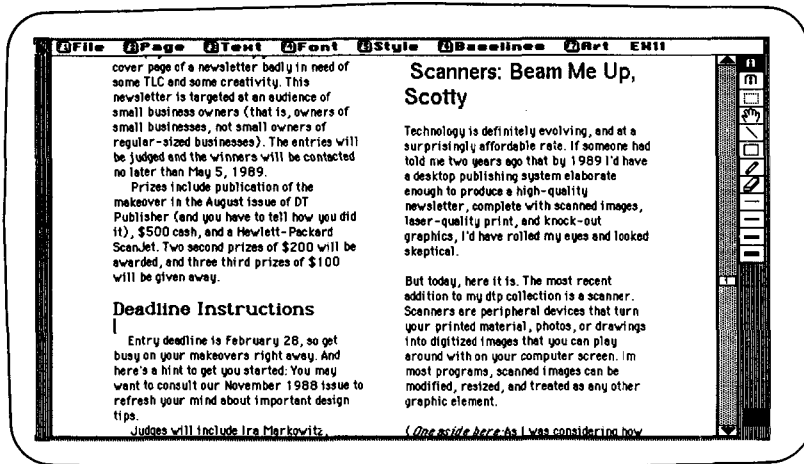 1File 2Page 3Text 4Font 5Style 6Baselines 7Art EXIT
cover page of a newsletter badly in need of
some TLC and some creativity. This
newsletter is targeted at an audience of
small business owners (that is, owners of
small businesses, not small owners of
regular-sized businesses). The entries will
be judged and the winners will be contacted
no later than May 5, 1989.
Prizes include publication of the
makeover in the August issue of DT
Publisher (and you have to tell how you did
it), $500 cash, and a Hewlett-Packard
ScanJet. Two second prizes of $200 will be
awarded, and three third prizes of $100
will be given away.
Deadline Instructions
Entry deadline is February 28, so get
busy on your makeovers right away. And
here's a hint to get you started: You may
want to consult our November 1988 issue to
refresh your mind about important design
tips.
Judges will include Ira Markowitz,
Scanners: Beam Me Up,
Scotty
Technology is definitely evolving, and at a
surprisingly affordable rate. If someone had
told me two years ago that by 1989 I'd have
a desktop publishing system elaborate
enough to produce a high-quality
newsletter, complete with scanned images,
laser-quality print, and knock-out
graphics, I'd have rolled my eyes and looked
skeptical.
But today, here it is. The most recent
addition to my dtp collection is a scanner.
Scanners are peripheral devices that turn
your printed material, photos, or drawings
into digitized images that you can play
around with on your computer screen. Im
most programs, scanned images can be
modified, resized, and treated as any other
graphic element.
(One aside here: As I was considering how
1